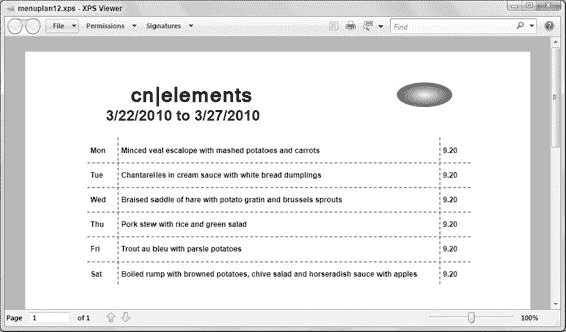 menuplan12.xps - XPS Viewer
File Permissions Signatures Find
cn|elements
3/22/2010 to 3/27/2010
Mon Minced veal escalope with mashed potatoes and carrots 9.20
Tue Chantarelles in cream sauce with white bread dumplings 9.20
Wed Braised saddle of hare with potato gratin and brussels sprouts 9.20
Thu Pork stew with rice and green salad 9.20
Fri Trout au bleu with parsle potatoes 9.20
Sat Boiled rump with browned potatoes, chive salad and horseradish sauce with apples 9.20
Page 1 of 1 100%